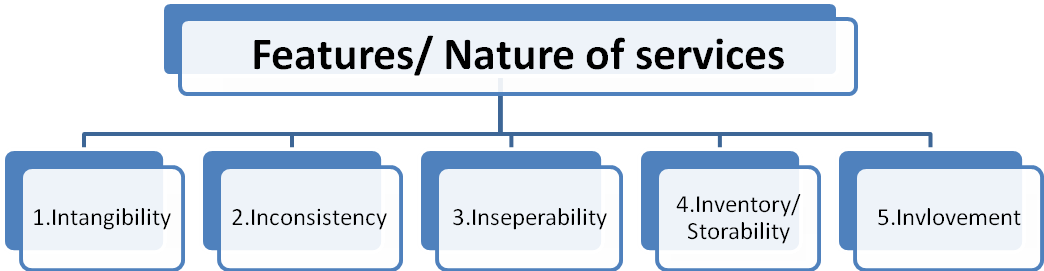 Features/ Nature of services
1.Intangibility
2.Inconsistency
3.Inseperability
4.Inventory/
Storability
5.Invlovement